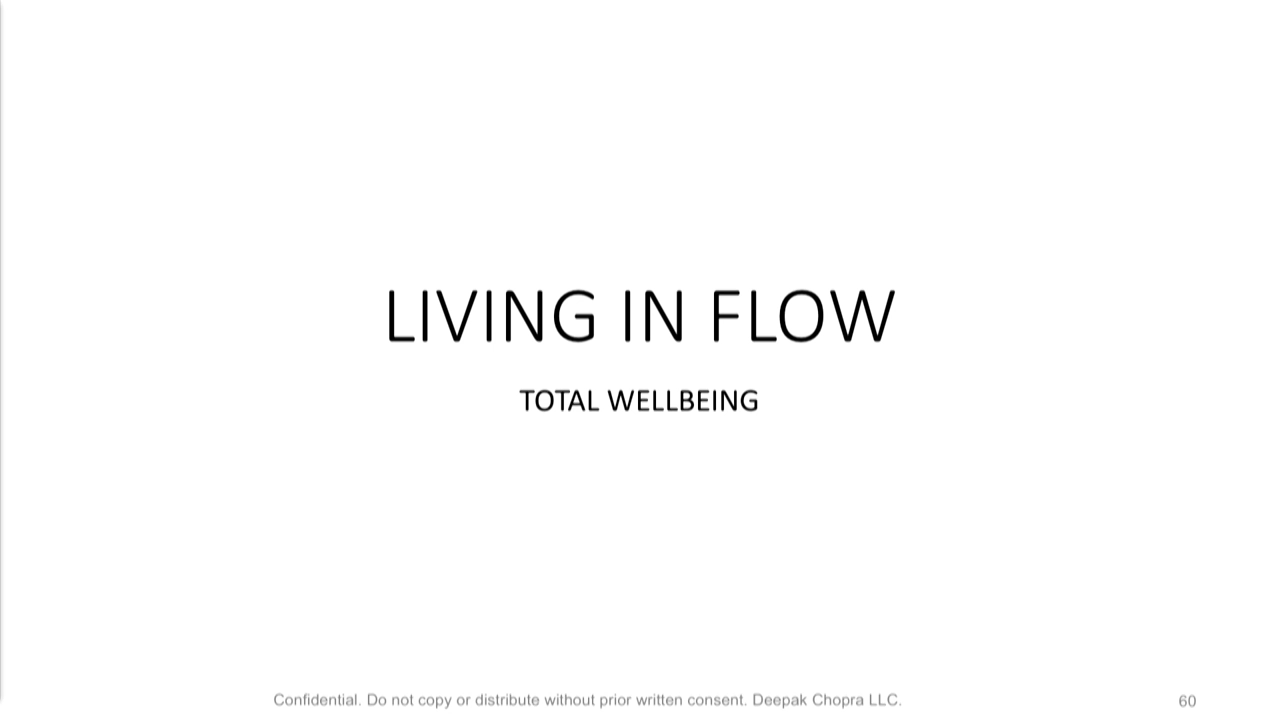 LIVING IN FLOW
TOTAL WELLBEING
Confidential. Do not copy or distribute without prior written consent. Deepak Chopra LLC.
60